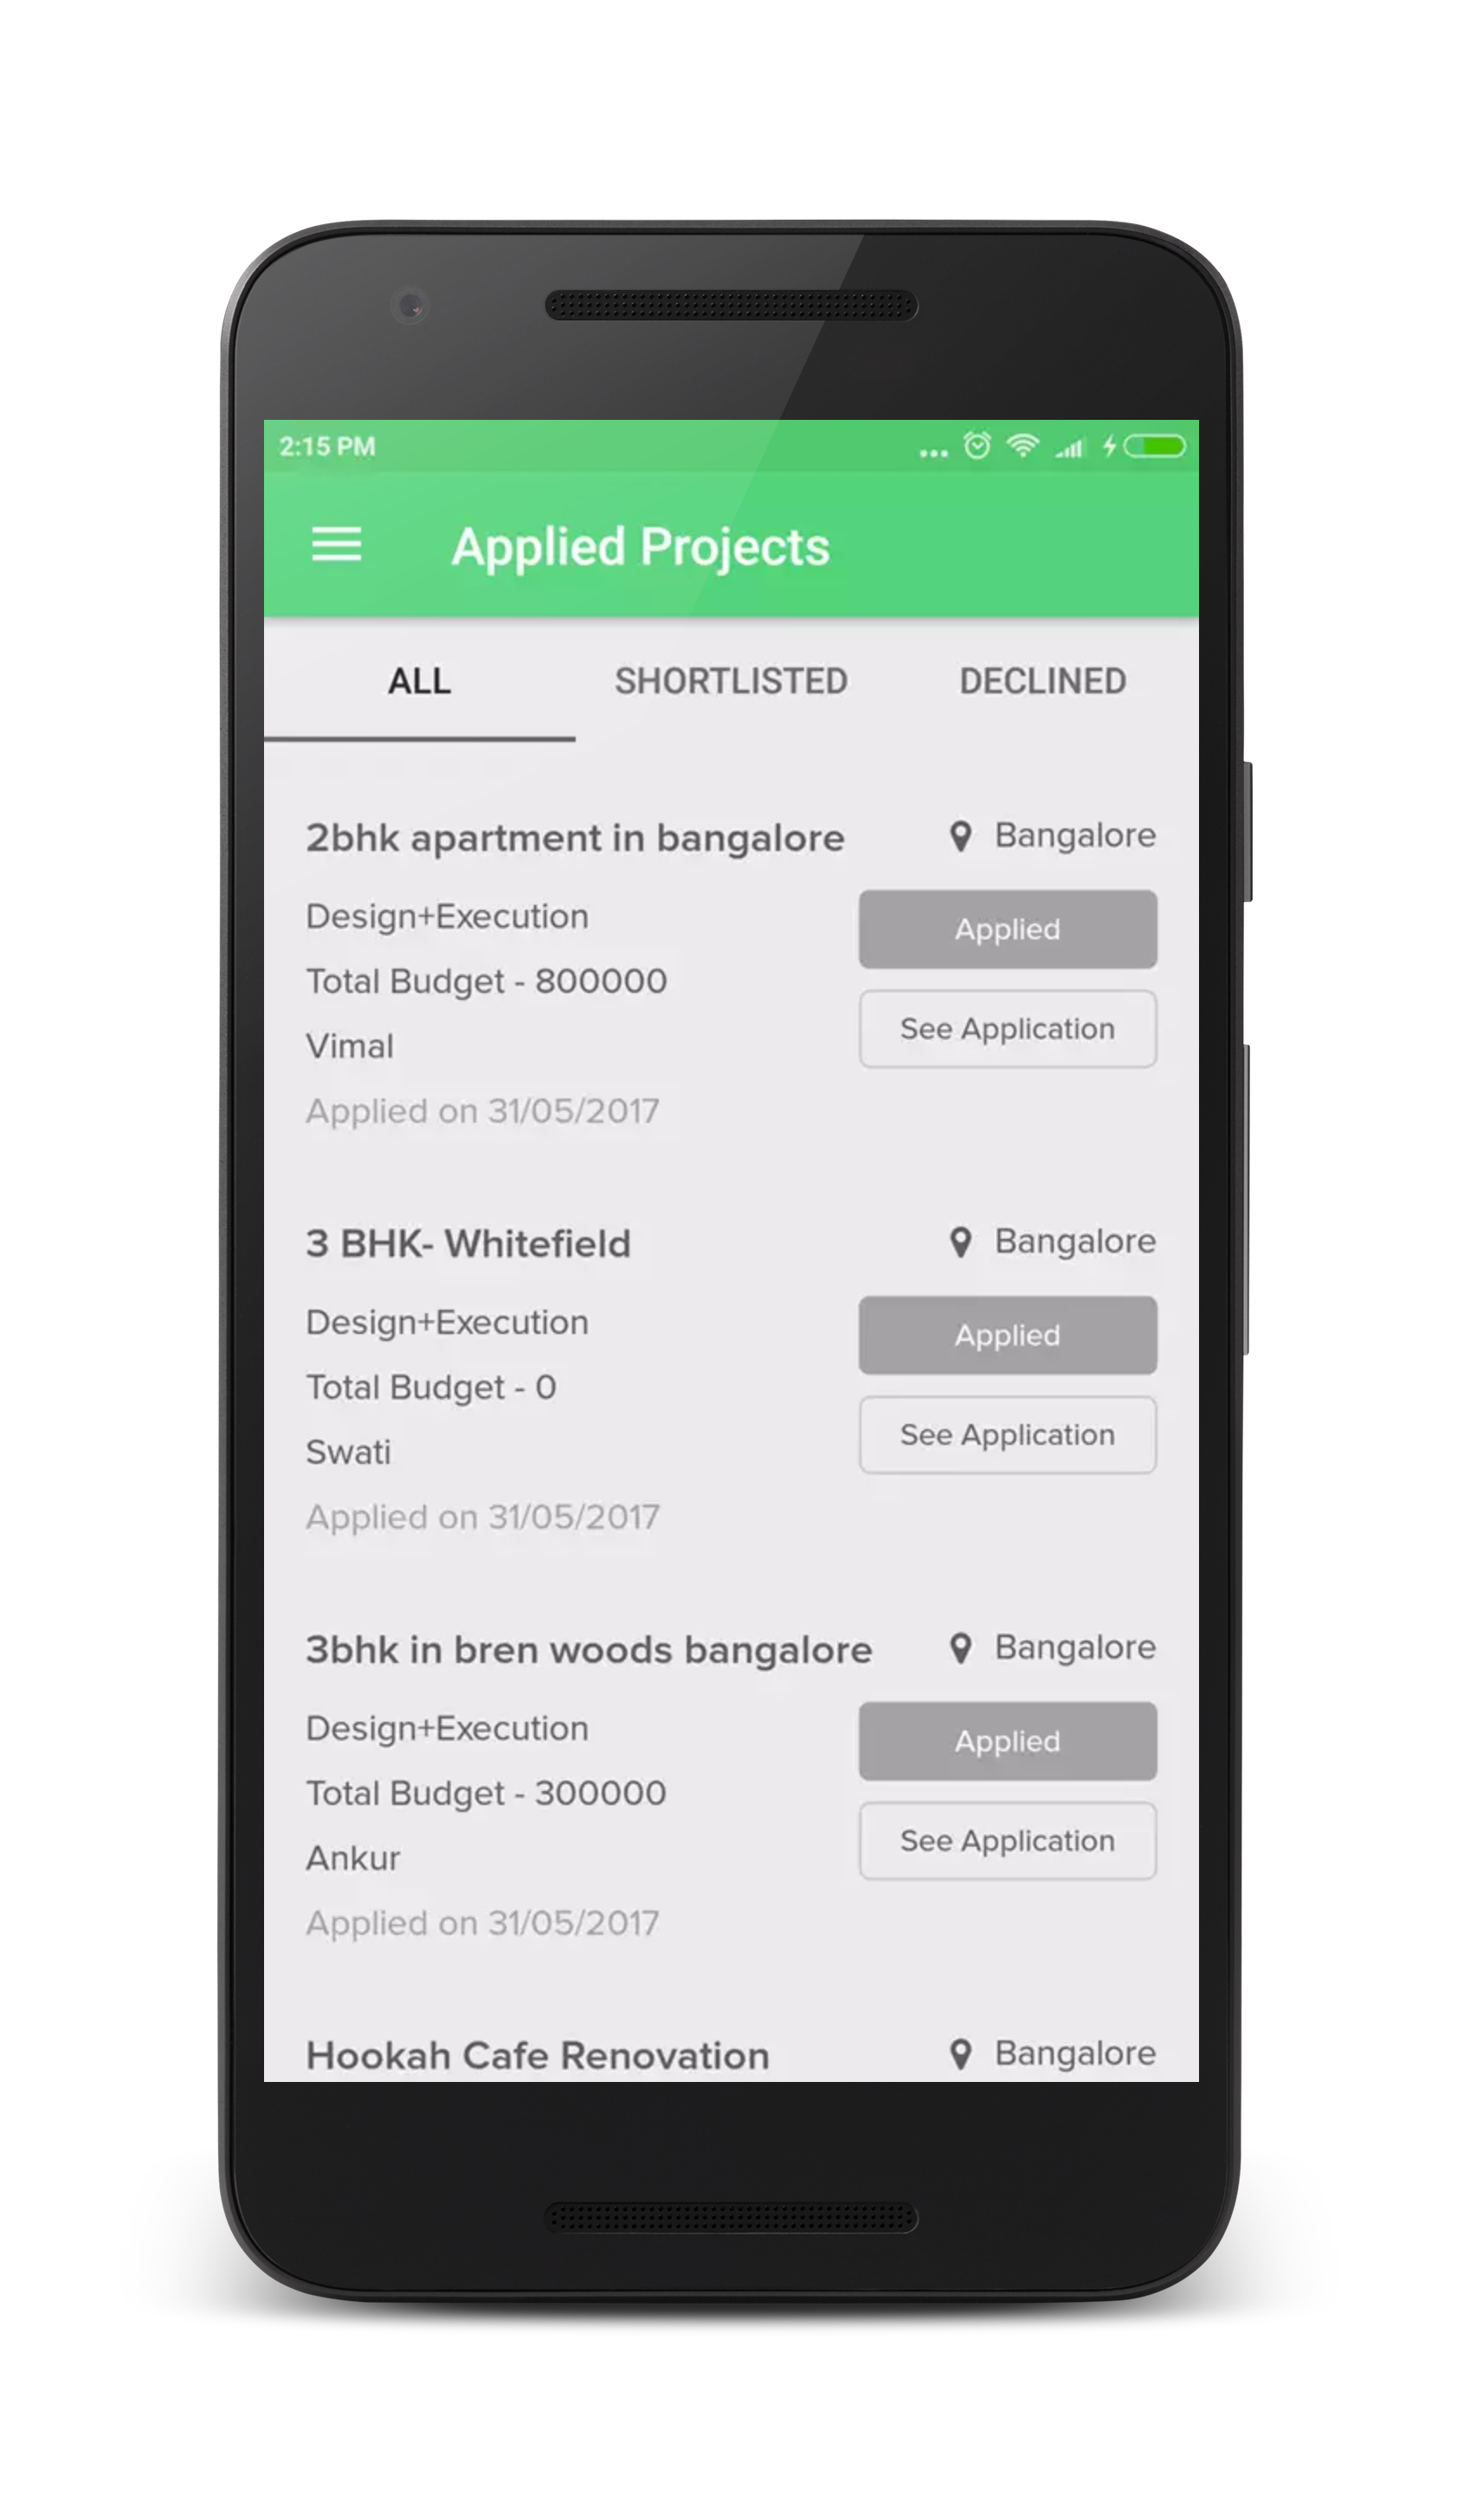 2:15 PM
Applied Projects
ALL SHORTLISTED DECLINED
2bhk apartment in bangalore Bangalore
Design+Execution Applied
Total Budget - 800000
See Application
Vimal
Applied on 31/05/2017
3 BHK- Whitefield Bangalore
Design+Execution Applied
Total Budget - 0
See Application
Swati
Applied on 31/05/2017
3bhk in bren woods bangalore Bangalore
Design+Execution Applied
Total Budget - 300000
See Application
Ankur
Applied on 31/05/2017
Hookah Cafe Renovation Bangalore